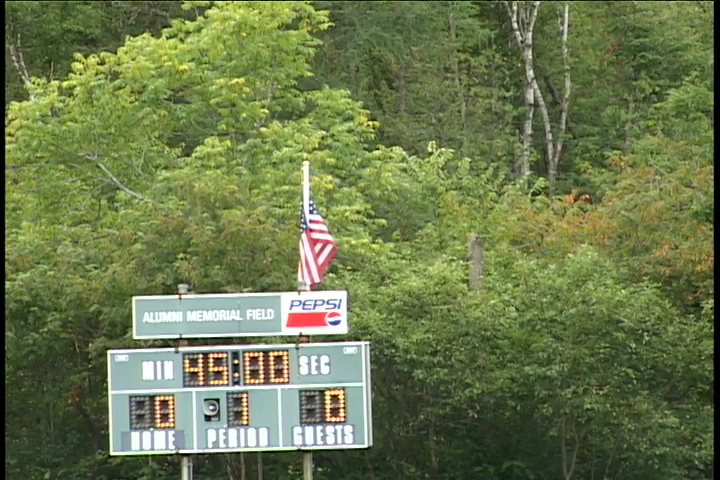 ALUMNI MEMORIAL FIELD PEPSI
MIN 45:00 SEC
0 1 0
HOME PERIOD GUESTS